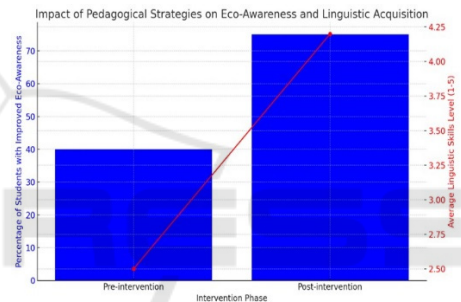 Impact of Pedagogical Strategies on Eco-Awareness and Linguistic Acquisition
Percentage of Students with Improved Eco-Awareness
70
60
50
40
30
20
10
0
Pre-intervention
Post-intervention
Intervention Phase
4.25
4.00
3.75
3.50
3.25
3.00
2.75
2.50
Average Linguistic Skills Level (1-5)